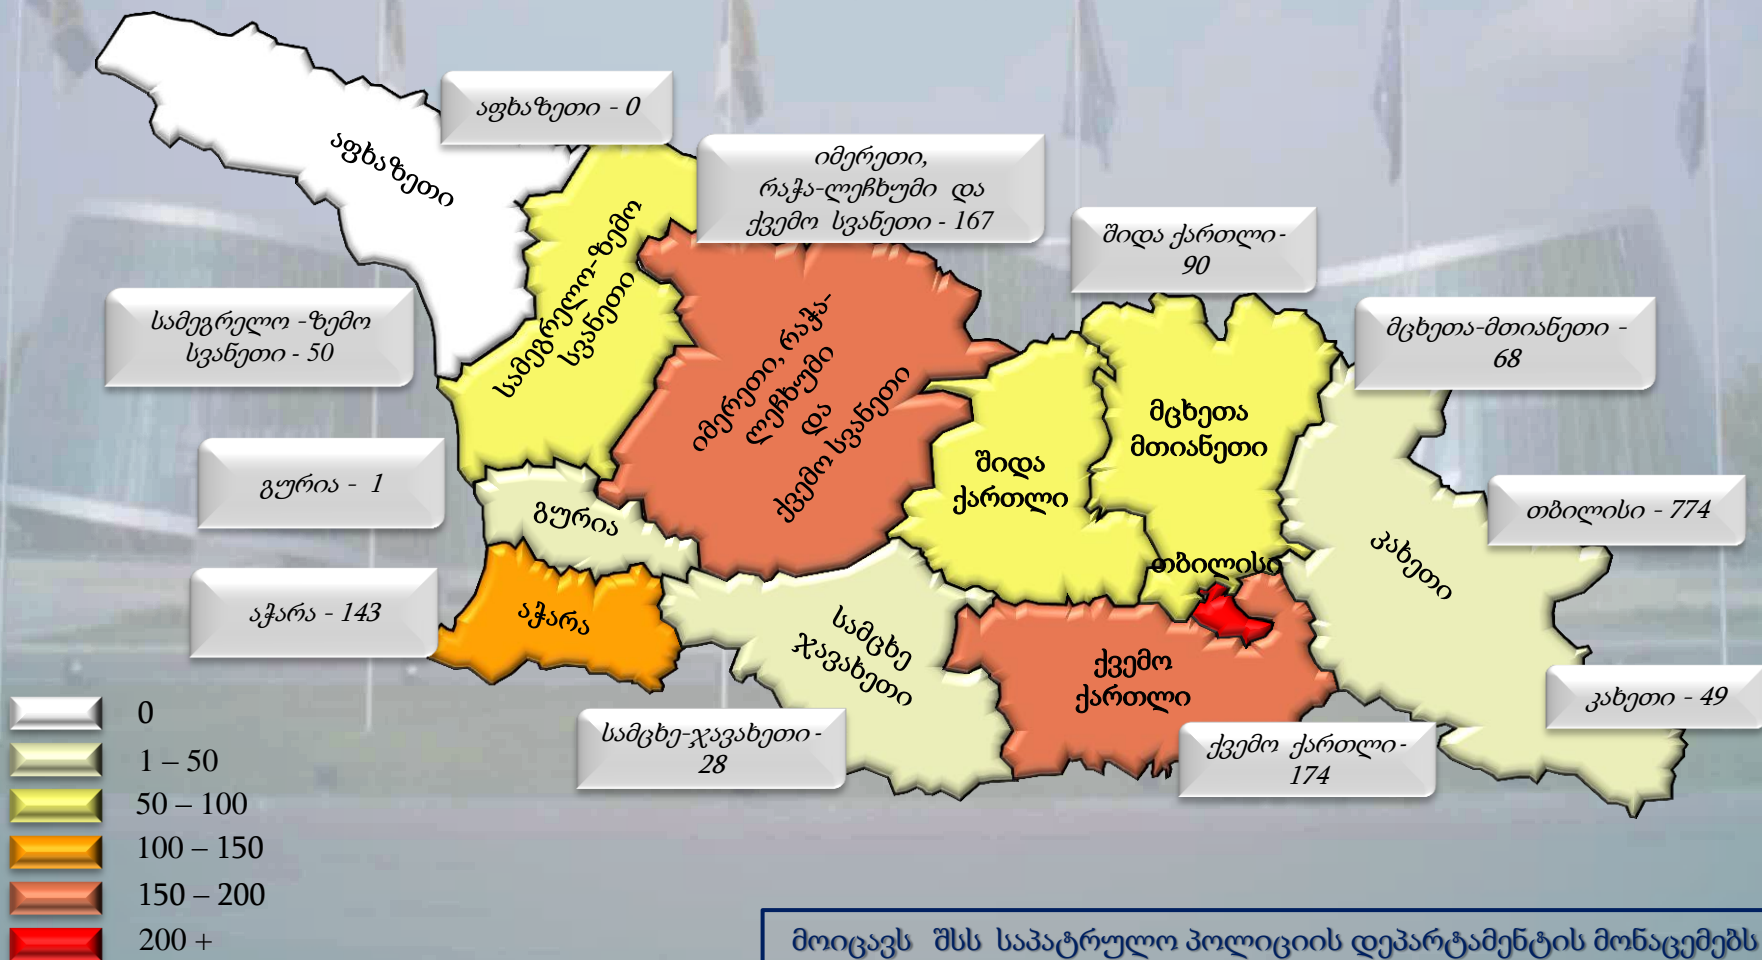 აფხაზეთი - 0
აფხაზეთი
იმერეთი,
რაჭა-ლეჩხუმი და
ქვემო სვანეთი - 167
შიდა ქართლი-
90
სამეგრელო -ზემო
სვანეთი - 50
სამეგრელო-ზემო
სვანეთი
მცხეთა-მთიანეთი -
68
იმერეთი, რაჭა-
ლეჩხუმი
და
ქვემო სვანეთი
მცხეთა
მთიანეთი
შიდა
ქართლი
გურია - 1
გურია
თბილისი - 774
თბილისი
კახეთი
აჭარა - 143
აჭარა
სამცხე
ჯავახეთი
ქვემო
ქართლი
კახეთი - 49
სამცხე-ჯავახეთი-
28
ქვემო ქართლი-
174
0
1 – 50
50 – 100
100 – 150
150 – 200
200 +
მოიცავს შსს საპატრულო პოლიციის დეპარტამენტის მონაცემებს